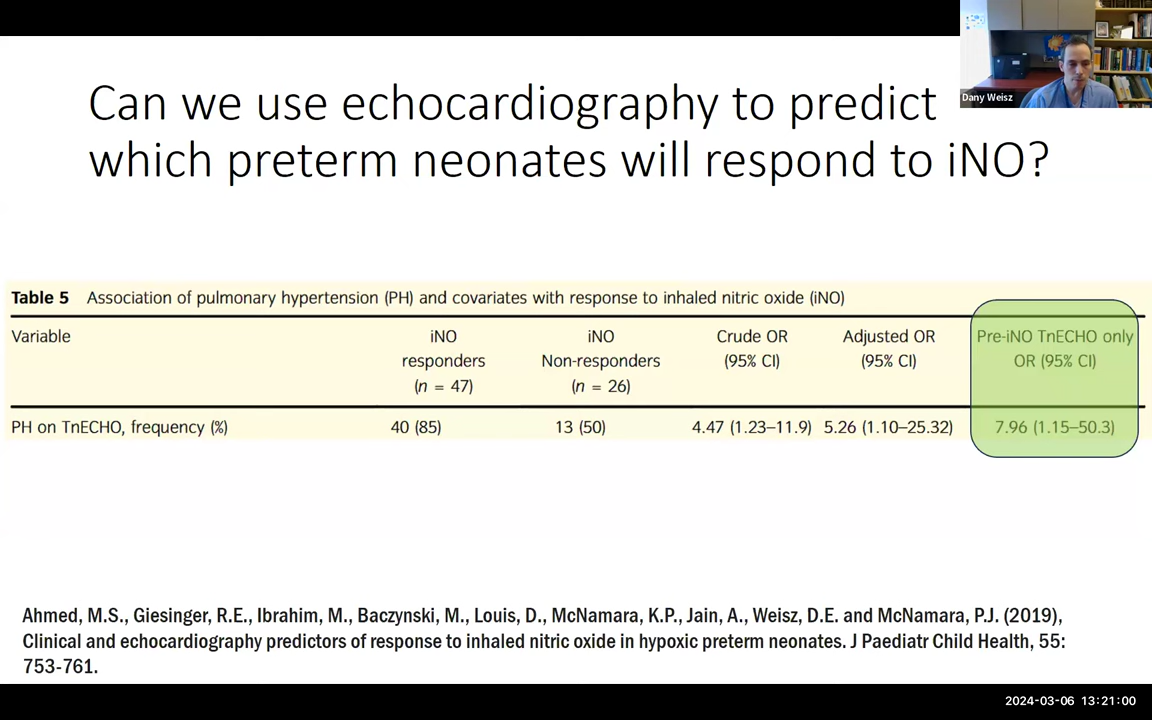 Can we use echocardiography to predict
which preterm neonates will respond to iNO?
Dany Weisz
Table 5 Association of pulmonary hypertension (PH) and covariates with response to inhaled nitric oxide (iNO)
Variable
iNO
responders
(n = 47)
iNO
Non-responders
(n = 26)
Crude OR
(95% CI)
Adjusted OR
(95% CI)
Pre-iNO TnECHO only
OR (95% CI)
PH on TnECHO, frequency (%) 40 (85) 13 (50) 4.47 (1.23–11.9) 5.26 (1.10–25.32) 7.96 (1.15–50.3)
Ahmed, M.S., Giesinger, R.E., Ibrahim, M., Baczynski, M., Louis, D., McNamara, K.P., Jain, A., Weisz, D.E. and McNamara, P.J. (2019),
Clinical and echocardiography predictors of response to inhaled nitric oxide in hypoxic preterm neonates. J Paediatr Child Health, 55:
753-761.
2024-03-06 13:21:00